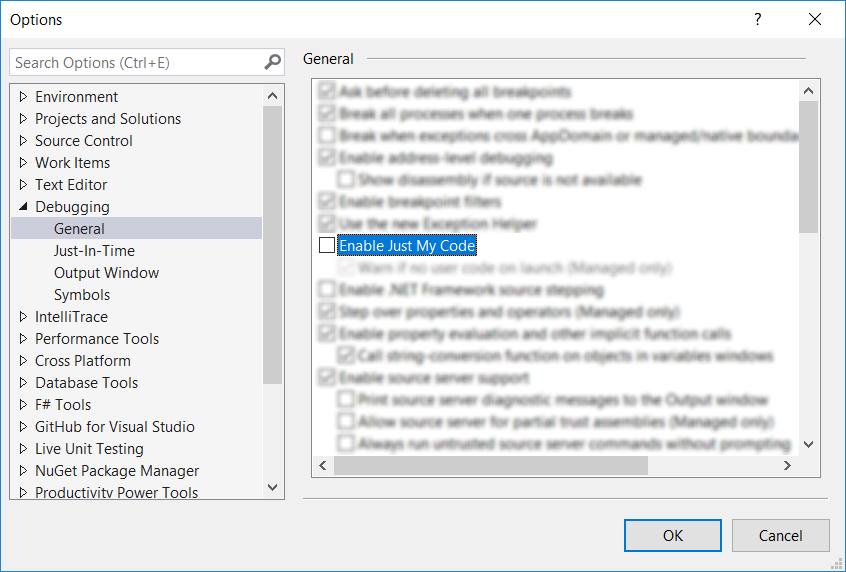 Options
?
Search Options (Ctrl+E)
Environment
Projects and Solutions
Source Control
Work Items
Text Editor
Debugging
General
Just-In-Time
Output Window
Symbols
IntelliTrace
Performance Tools
Cross Platform
Database Tools
F# Tools
GitHub for Visual Studio
Live Unit Testing
NuGet Package Manager
Productivity Power Tools
General
Ask before deleting all breakpoints
Break all processes when one process breaks
Break when exceptions cross AppDomain or managed/native
Enable address-level debugging
Show disassembly if source is not available
Enable breakpoint filters
Use the new Exception Helper
Enable Just My Code
Warn if no user code on launch (Managed only)
Enable .NET Framework source stepping
Step over properties and operators (Managed only)
Enable property evaluation and other implicit function calls
Call string-conversion function on objects in variables windows
Enable source server support
Print source server diagnostic messages to the Output window
Allow source server for partial trust assemblies (Managed only)
Always run untrusted source server commands without prompting
OK
Cancel